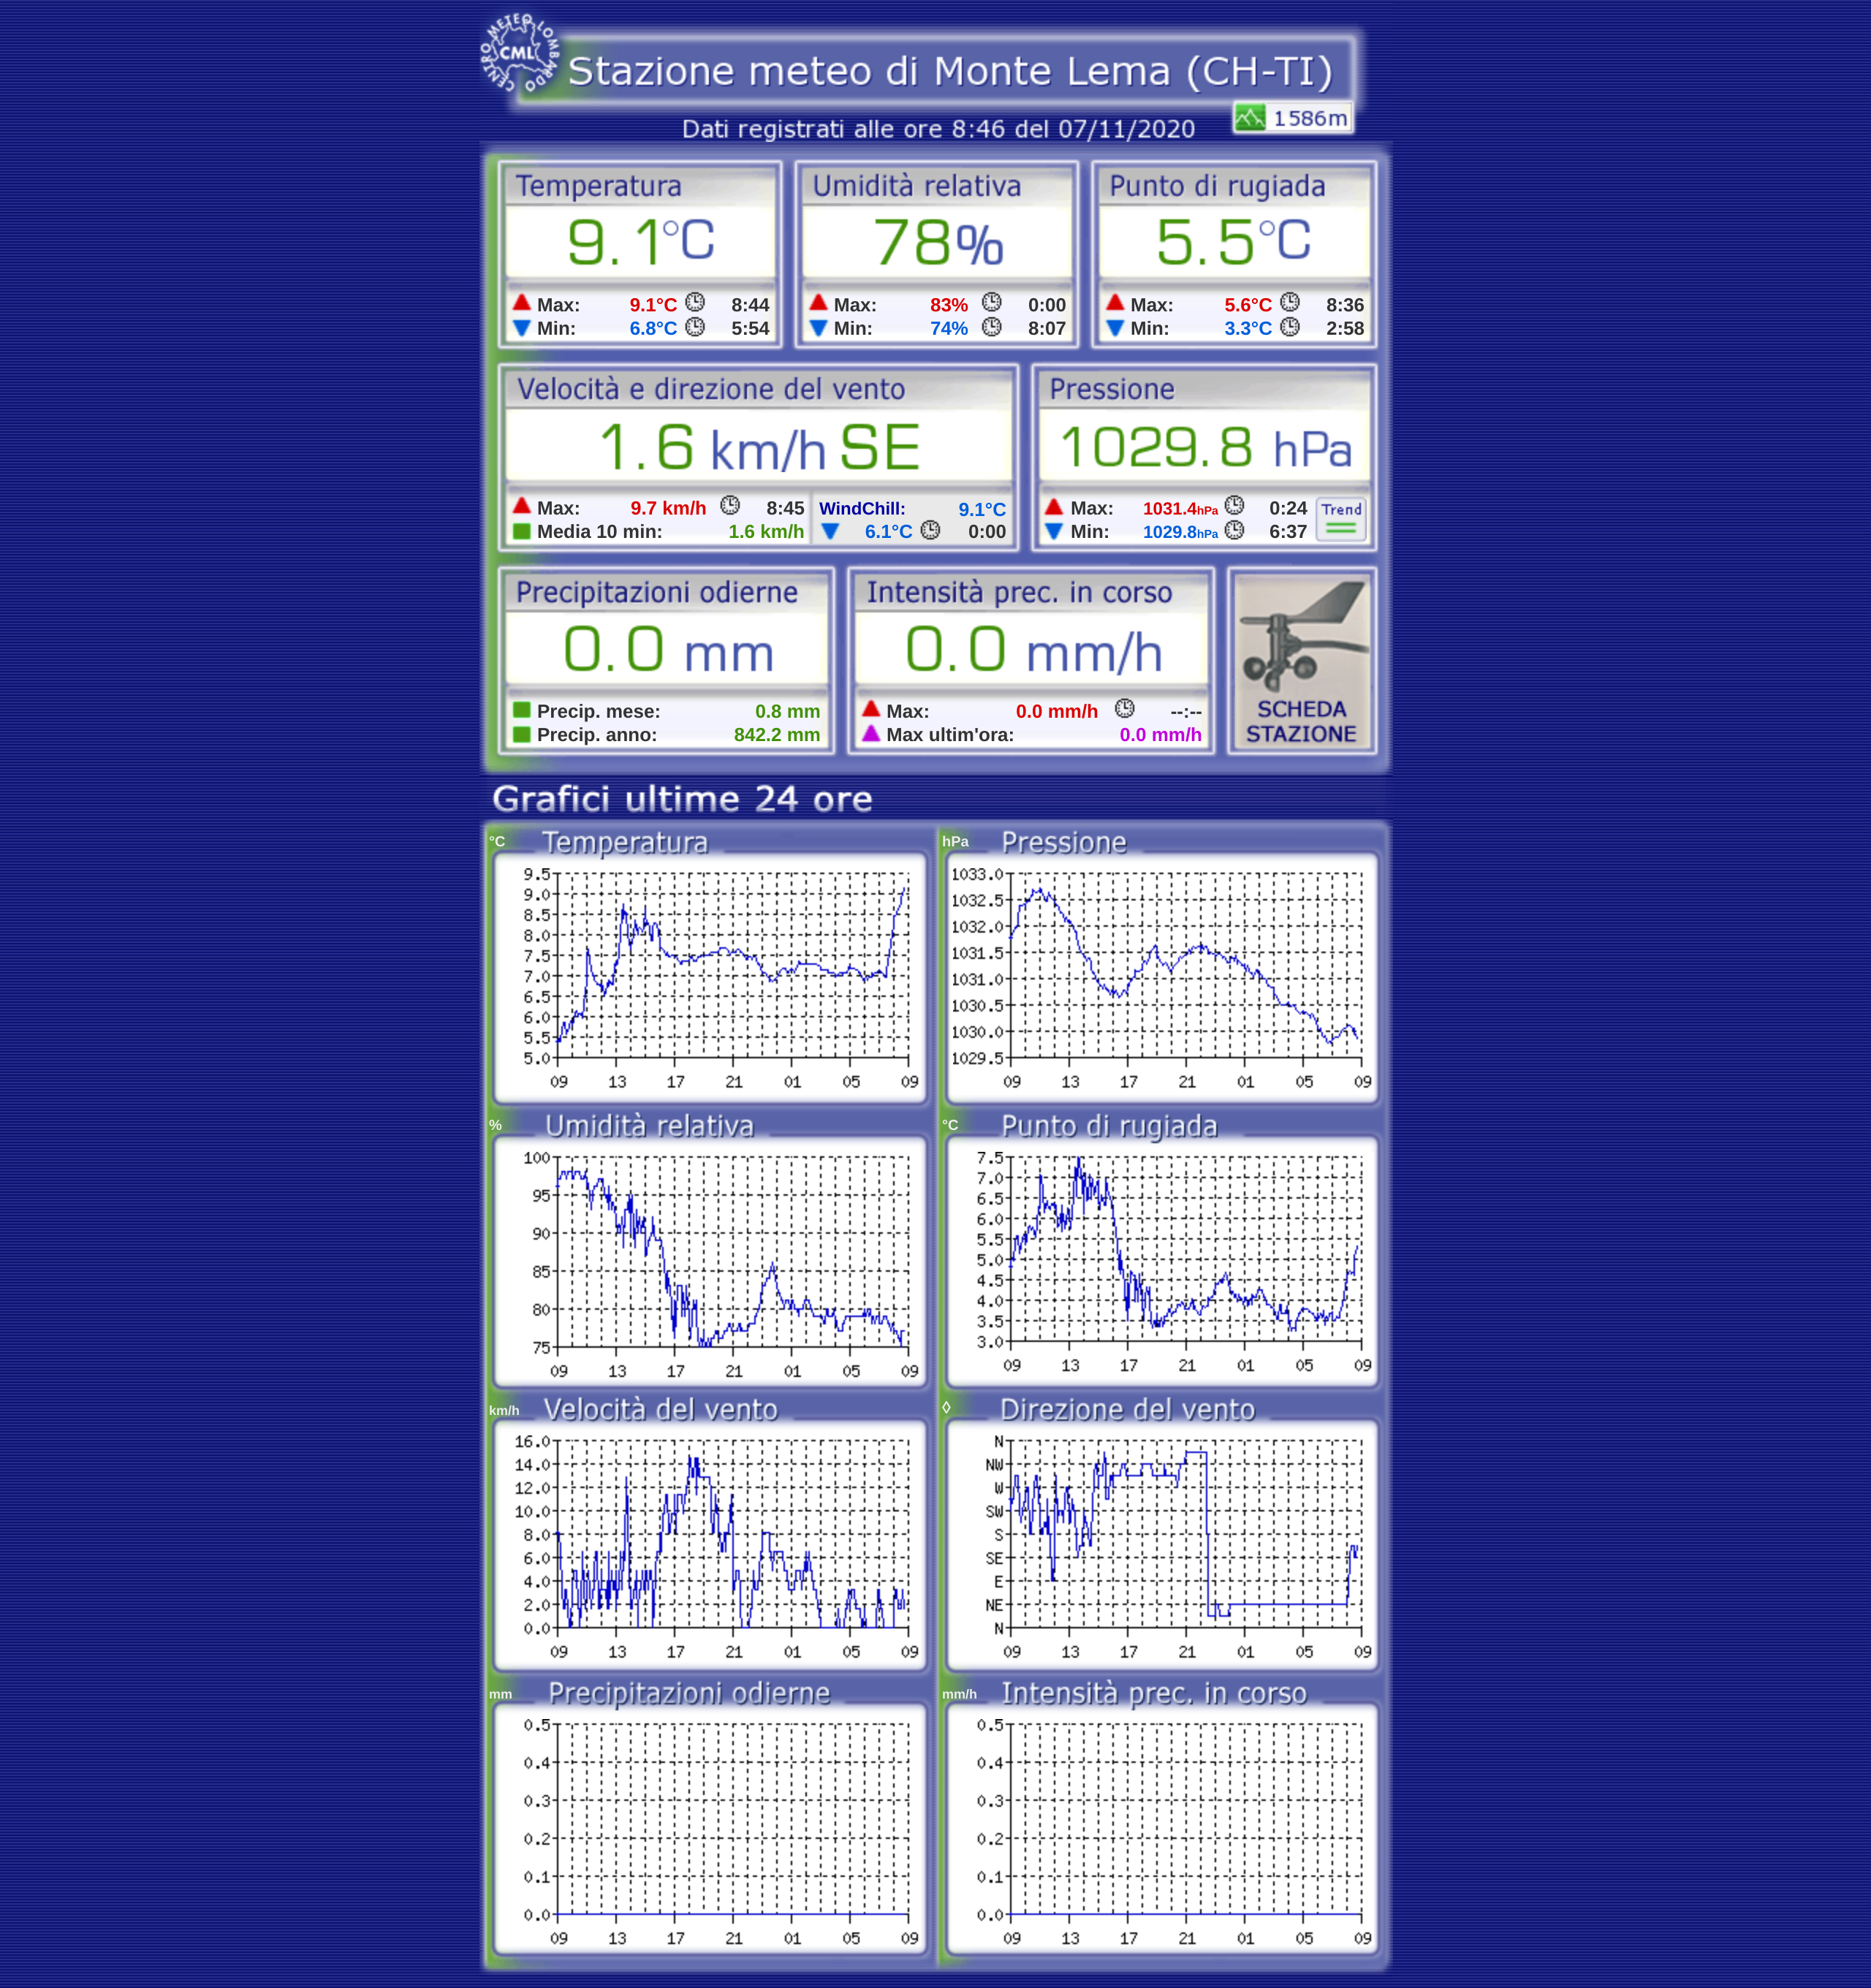 CENTRO METEO LOMBARDO
CML
Stazione meteo di Monte Lema (CH-TI)
1586m
Dati registrati alle ore 8:46 del 07/11/2020
Temperatura
9.1°C
Max: 9.1°C 8:44
Min: 6.8°C 5:54
Umidità relativa
78%
Max: 83% 0:00
Min: 74% 8:07
Punto di rugiada
5.5°C
Max: 5.6°C 8:36
Min: 3.3°C 2:58
Velocità e direzione del vento
1.6 km/h SE
Max: 9.7 km/h 8:45
Media 10 min: 1.6 km/h
WindChill: 9.1°C
6.1°C 0:00
Pressione
1029.8 hPa
Max: 1031.4hPa 0:24
Min: 1029.8hPa 6:37
Trend
Precipitazioni odierne
0.0 mm
Precip. mese: 0.8 mm
Precip. anno: 842.2 mm
Intensità prec. in corso
0.0 mm/h
Max: 0.0 mm/h --:--
Max ultim'ora: 0.0 mm/h
SCHEDA
STAZIONE
Grafici ultime 24 ore
°C Temperatura
9.5
9.0
8.5
8.0
7.5
7.0
6.5
6.0
5.5
5.0
09 13 17 21 01 05 09
hPa Pressione
1033.0
1032.5
1032.0
1031.5
1031.0
1030.5
1030.0
1029.5
09 13 17 21 01 05 09
% Umidità relativa
100
95
90
85
80
75
09 13 17 21 01 05 09
°C Punto di rugiada
7.5
7.0
6.5
6.0
5.5
5.0
4.5
4.0
3.5
3.0
09 13 17 21 01 05 09
km/h Velocità del vento
16.0
14.0
12.0
10.0
8.0
6.0
4.0
2.0
0.0
09 13 17 21 01 05 09
◊ Direzione del vento
N
NW
W
SW
S
SE
E
NE
N
09 13 17 21 01 05 09
mm Precipitazioni odierne
0.5
0.4
0.3
0.2
0.1
0.0
09 13 17 21 01 05 09
mm/h Intensità prec. in corso
0.5
0.4
0.3
0.2
0.1
0.0
09 13 17 21 01 05 09